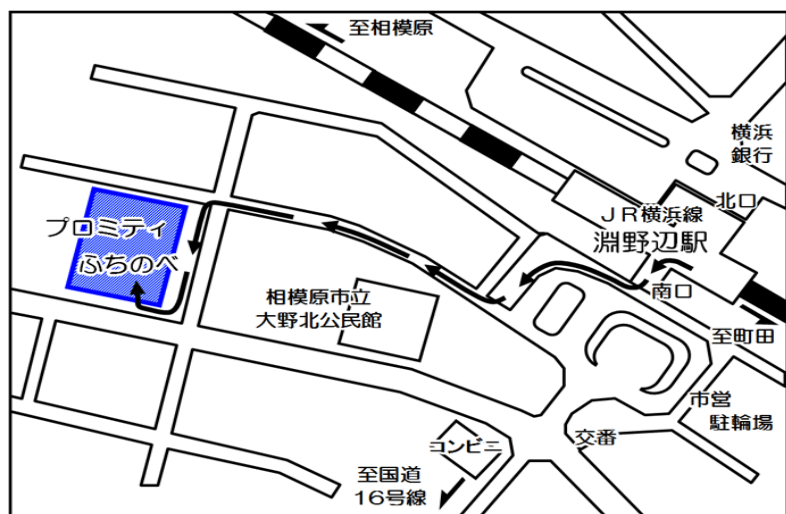 至相模原
横浜
銀行
北口
ＪＲ横浜線
淵野辺駅
南口
プロミティ
ふちのべ
相模原市立
大野北公民館
至町田
市営
駐輪場
交番
コンビニ
至国道
１６号線